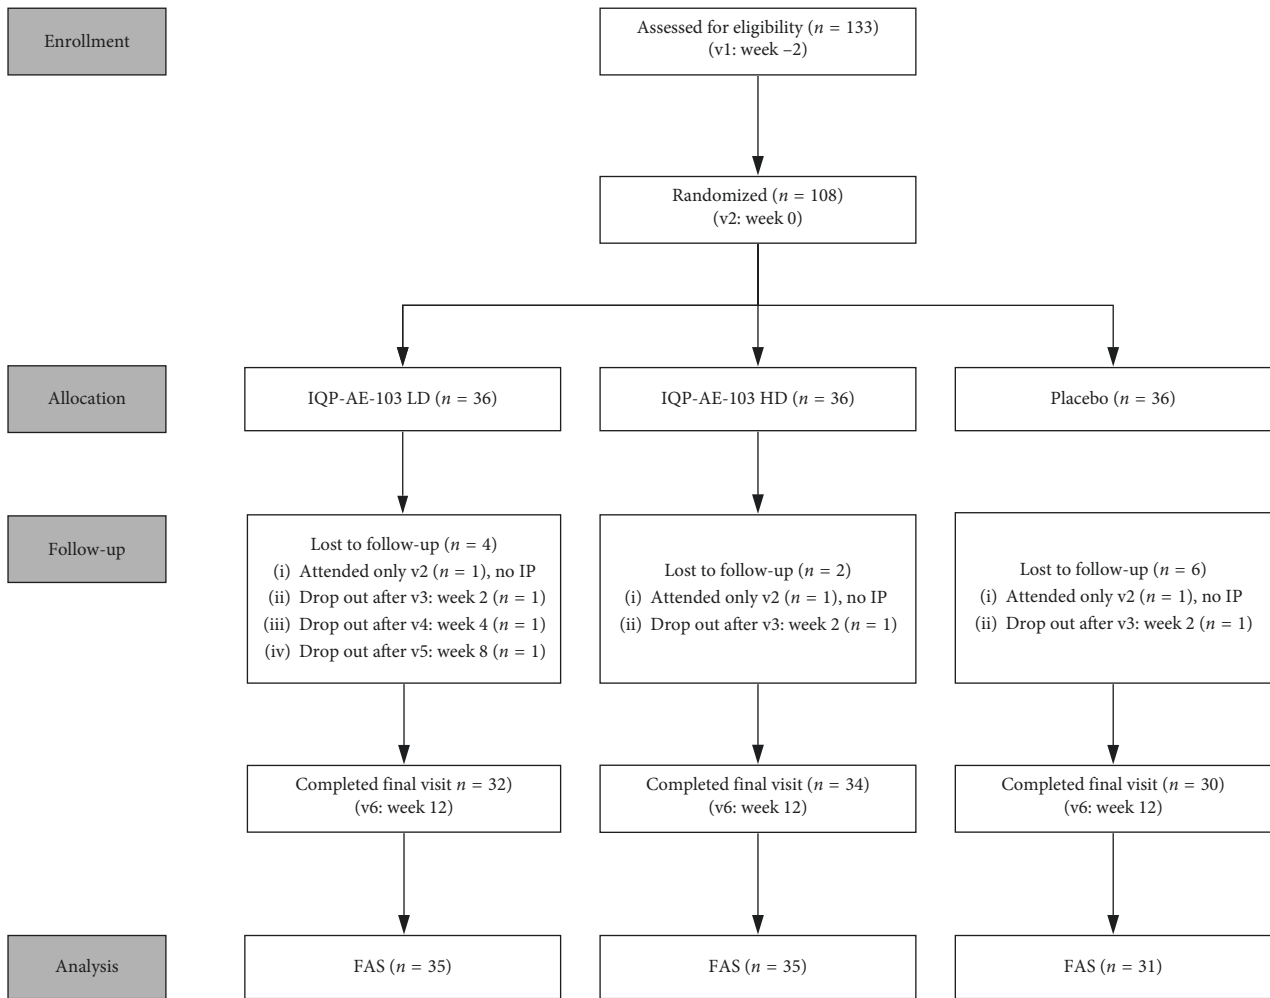 Enrollment
Assessed for eligibility (n = 133)
(v1: week –2)
Randomized (n = 108)
(v2: week 0)
Allocation
IQP-AE-103 LD (n = 36)
IQP-AE-103 HD (n = 36)
Placebo (n = 36)
Follow-up
Lost to follow-up (n = 4)
(i) Attended only v2 (n = 1), no IP
(ii) Drop out after v3: week 2 (n = 1)
(iii) Drop out after v4: week 4 (n = 1)
(iv) Drop out after v5: week 8 (n = 1)
Lost to follow-up (n = 2)
(i) Attended only v2 (n = 1), no IP
(ii) Drop out after v3: week 2 (n = 1)
Lost to follow-up (n = 6)
(i) Attended only v2 (n = 1), no IP
(ii) Drop out after v3: week 2 (n = 1)
Completed final visit n = 32)
(v6: week 12)
Completed final visit (n = 34)
(v6: week 12)
Completed final visit (n = 30)
(v6: week 12)
Analysis
FAS (n = 35)
FAS (n = 35)
FAS (n = 31)